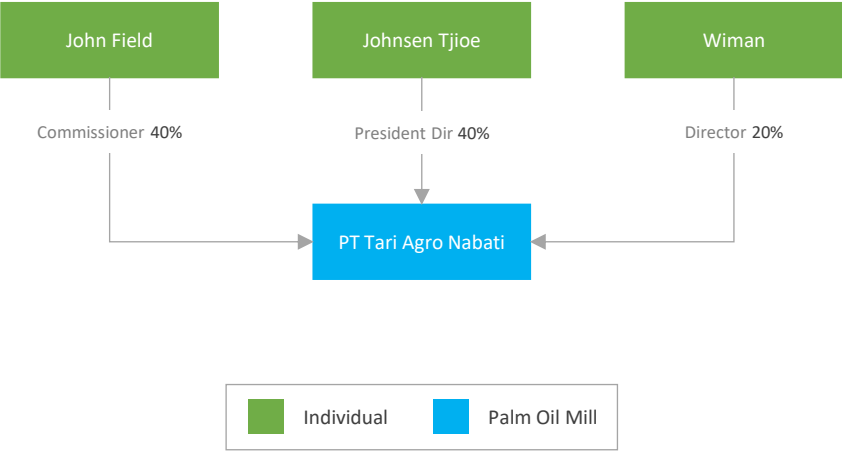 John Field
Johnsen Tjioe
Wiman
Commissioner 40%
President Dir 40%
Director 20%
PT Tari Agro Nabati
Individual
Palm Oil Mill